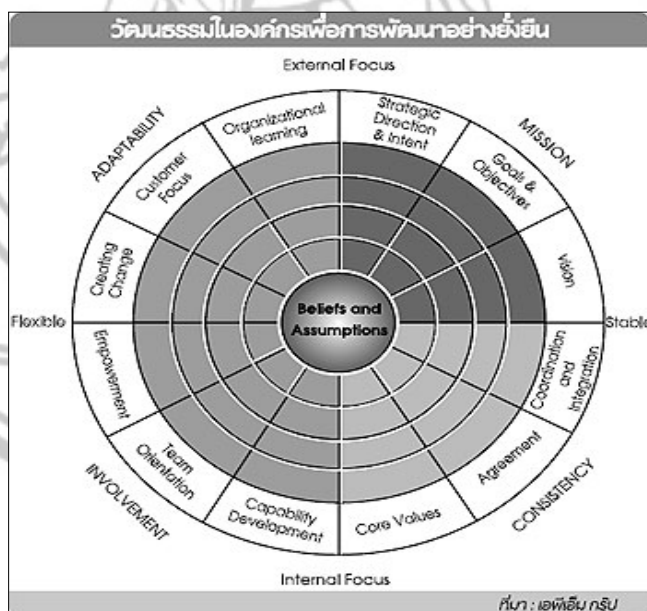 วัฒนธรรมในองค์กรเพื่อการพัฒนาอย่างยั่งยืน
External Focus
ADAPTABILITY
MISSION
Organizational
learning
Strategic
Direction
& Intent
Customer
Focus
Goals &
Objectives
Creating
Change
vision
Flexible
Beliefs and
Assumptions
Stable
Empowerment
Coordination
and
Integration
Team
Orientation
Agreement
Capability
Development
Core Values
INVOLVEMENT
CONSISTENCY
Internal Focus
ที่มา : เอพีเอ็ม กรุ๊ป